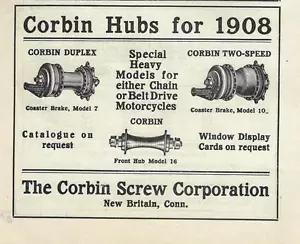 Corbin Hubs for 1908
CORBIN DUPLEX
Coaster Brake, Model 7
Special
Heavy
Models for
either Chain
or Belt Drive
Motorcycles
CORBIN TWO-SPEED
Coaster Brake, Model 10
Catalogue on
request
CORBIN
Front Hub Model 16
Window Display
Cards on request
The Corbin Screw Corporation
New Britain, Conn.